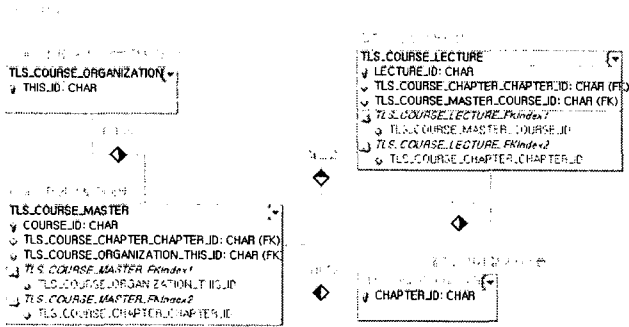 TLS_COURSE_ORGANIZATION
THIS_ID: CHAR
TLS_COURSE_LECTURE
LECTURE_ID: CHAR
TLS_COURSE_CHAPTER_CHAPTER_ID: CHAR (FK)
TLS_COURSE_MASTER_COURSE_ID: CHAR (FK)
TLS_COURSE_LECTURE_FKIndex1
TLS_COURSE_MASTER_COURSE_ID
TLS_COURSE_LECTURE_FKIndex2
TLS_COURSE_CHAPTER_CHAPTER_ID
TLS_COURSE_MASTER
COURSE_ID: CHAR
TLS_COURSE_CHAPTER_CHAPTER_ID: CHAR (FK)
TLS_COURSE_ORGANIZATION_THIS_ID: CHAR (FK)
TLS_COURSE_MASTER_FKIndex1
TLS_COURSE_ORGANIZATION_THIS_ID
TLS_COURSE_MASTER_FKIndex2
TLS_COURSE_CHAPTER_CHAPTER_ID
CHAPTER_ID: CHAR